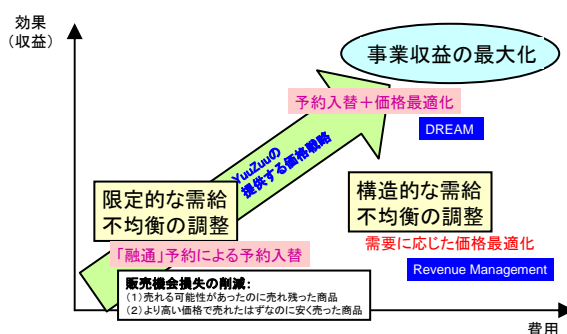 効果
(収益)
事業収益の最大化
予約入替＋価格最適化
DREAM
YuuZuuの
提供する価格戦略
限定的な需給
不均衡の調整
構造的な需給
不均衡の調整
「融通」予約による予約入替
需要に応じた価格最適化
Revenue Management
販売機会損失の削減：
(1)売れる可能性があったのに売れ残った商品
(2)より高い価格で売れたはずなのに安く売った商品
費用